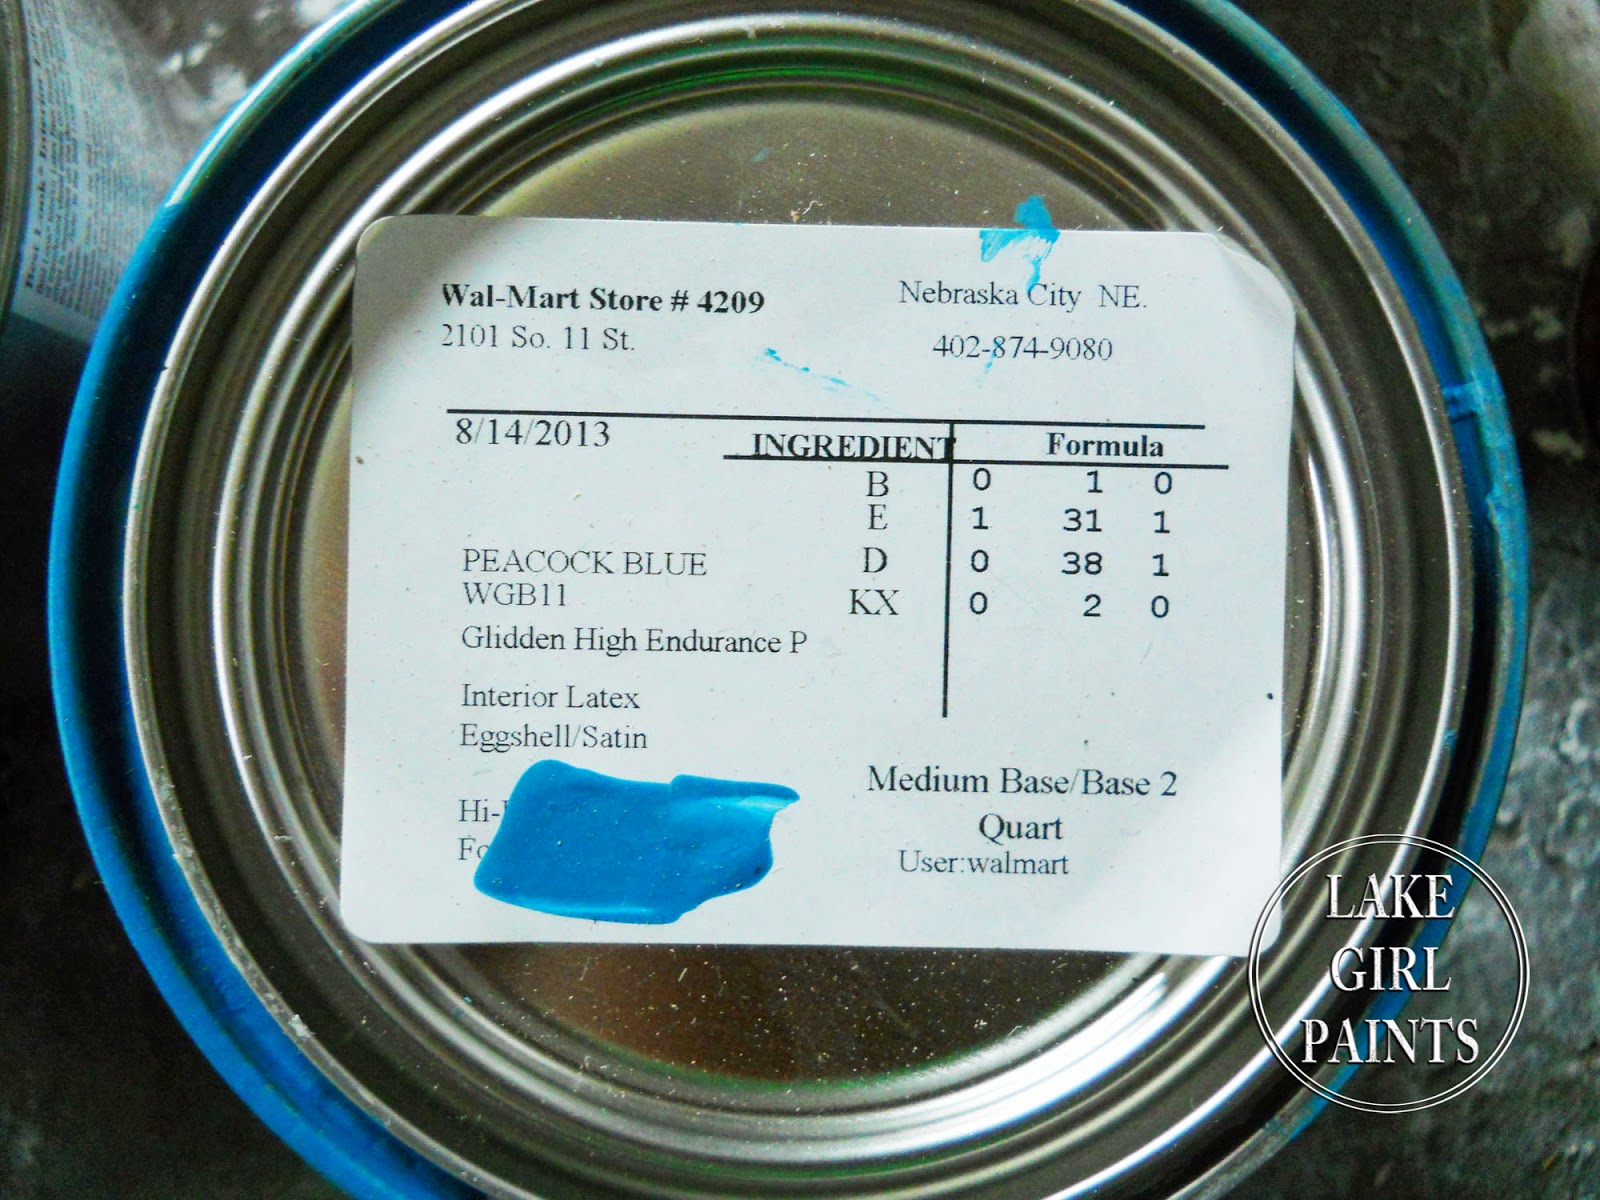 Wal-Mart Store # 4209
Nebraska City NE.
2101 So. 11 St.
402-874-9080
8/14/2013
INGREDIENT Formula
B 0 1 0
E 1 31 1
D 0 38 1
KX 0 2 0
PEACOCK BLUE
WGB11
Glidden High Endurance P
Interior Latex
Eggshell/Satin
Hi-
Medium Base/Base 2
Quart
User:walmart
LAKE
GIRL
PAINTS